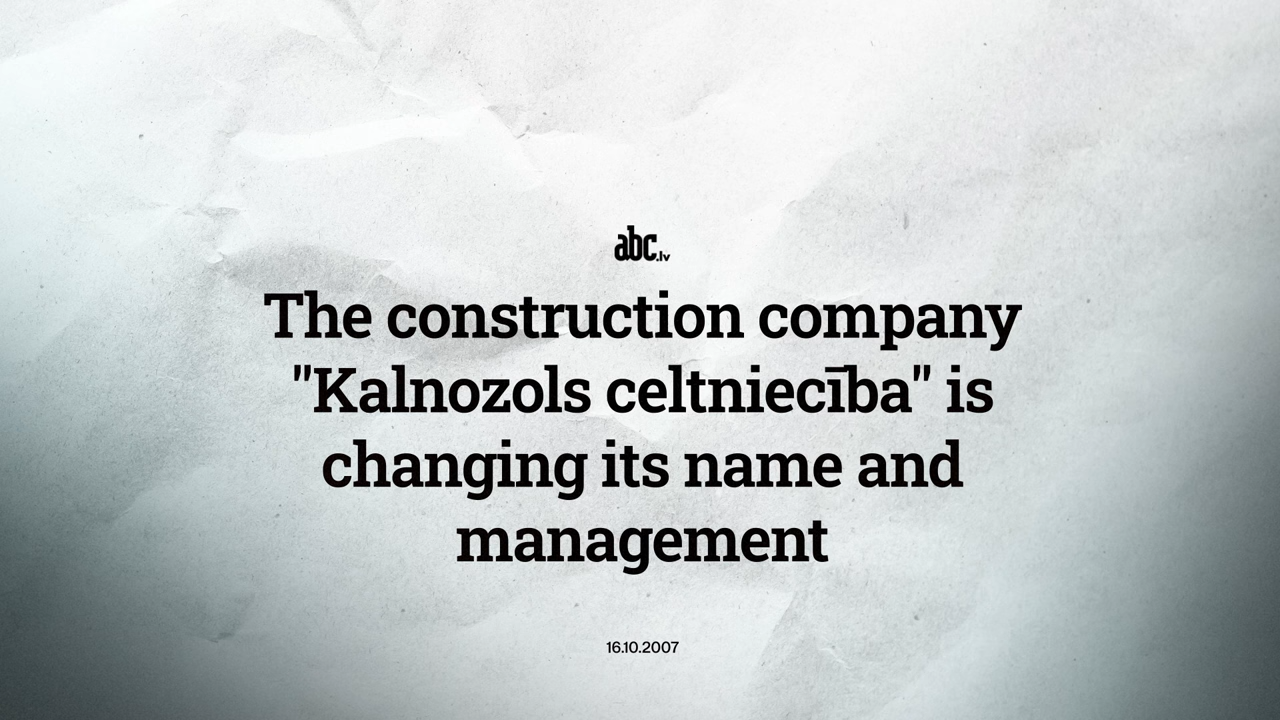 abc.lv
The construction company
"Kalnozols celtniecība" is
changing its name and
management
16.10.2007